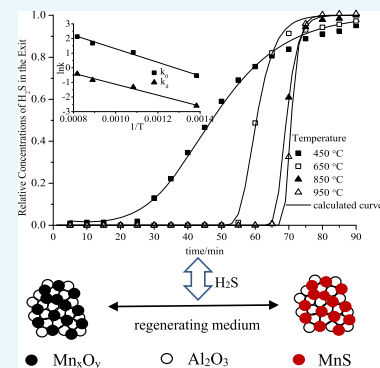 Relative Concentrations of H₂S in the Exit
1.0
0.8
0.6
0.4
0.2
0.0
0 10 20 30 40 50 60 70 80 90
time/min
lnk
3
2
1
0
-1
-2
-3
0.0008 0.0010 0.0012 0.0014
1/T
k₀
k_d
Temperature
450 °C
650 °C
850 °C
950 °C
calculated curve
H2S
regenerating medium
MnₓOᵧ
Al₂O₃
MnS